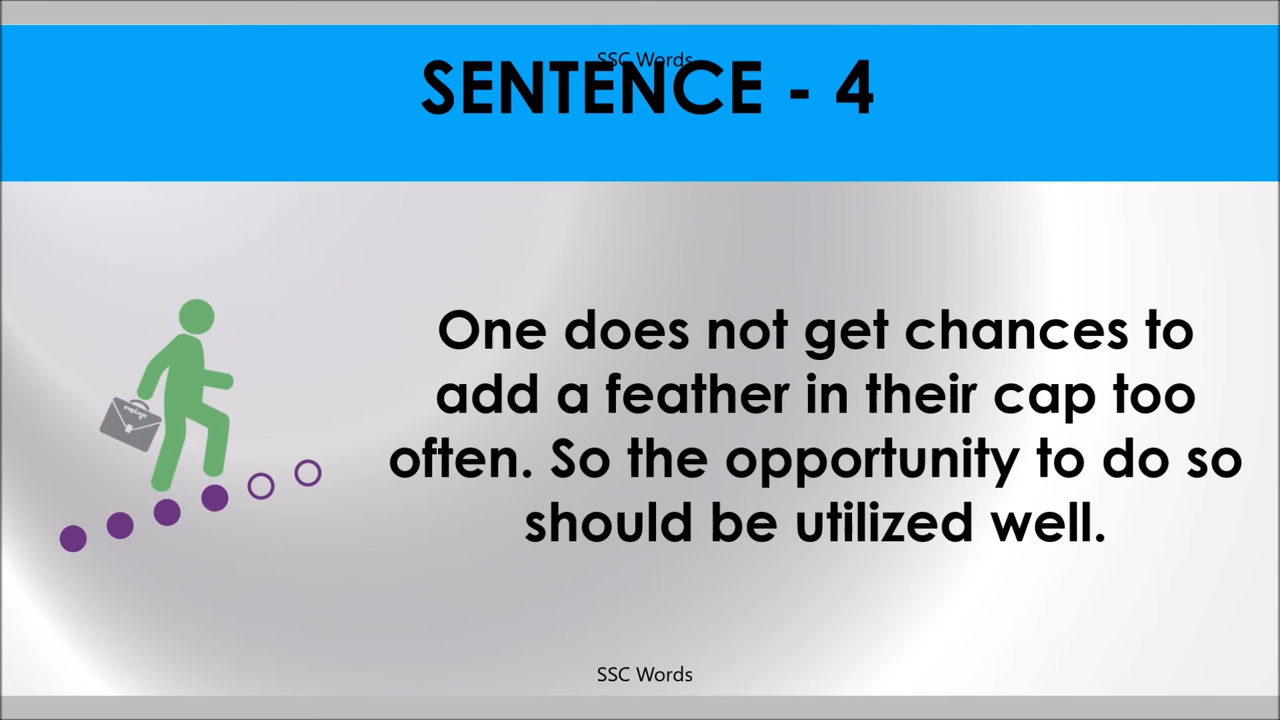 SSC Words
SENTENCE - 4
One does not get chances to
add a feather in their cap too
often. So the opportunity to do so
should be utilized well.
SSC Words